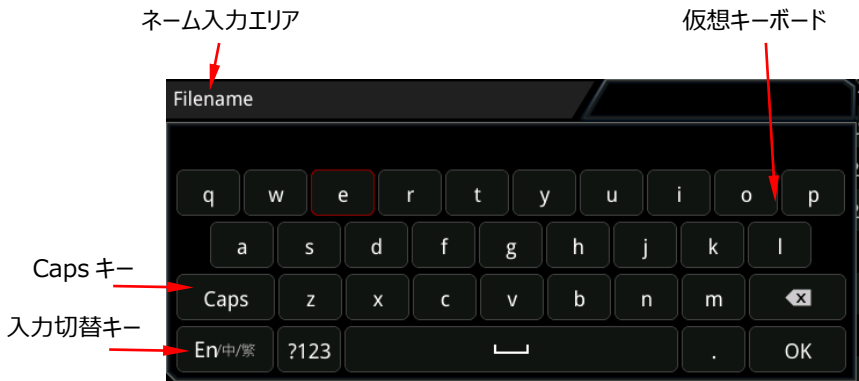 ネーム入力エリア 仮想キーボード
Filename
q w e r t y u i o p
a s d f g h j k l
Caps キー
Caps z x c v b n m
入力切替キー
En/中/繁 ?123 . OK